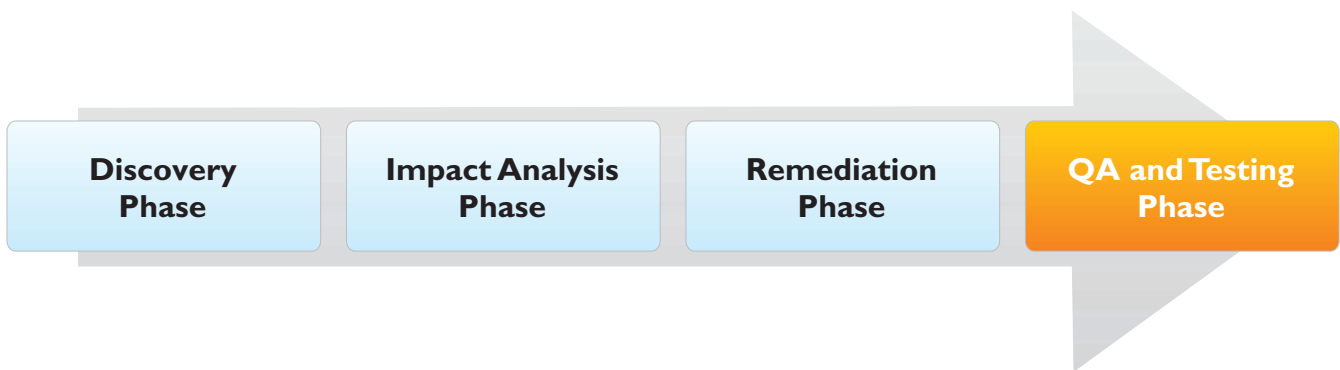 Discovery
Phase
Impact Analysis
Phase
Remediation
Phase
QA and Testing
Phase